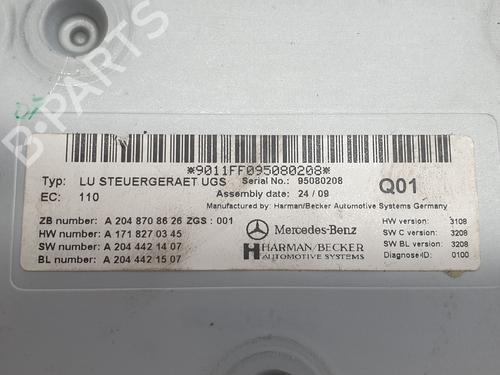 *9011FF095080208*
Typ: LU STEUERGERAET UGS Serial No.: 95080208 Q01
EC: 110 Assembly date: 24 / 09
Manufactured by: Harman/Becker Automotive Systems Germany
ZB number: A 204 870 86 26 ZGS : 001 HW version: 3108
HW number: A 171 827 03 45 Mercedes-Benz SW C version: 3208
SW number: A 204 442 14 07 HARMAN/BECKER SW BL version: 3208
BL number: A 204 442 15 07 AUTOMOTIVE SYSTEMS Diagnose-ID: 0100
B-PARTS